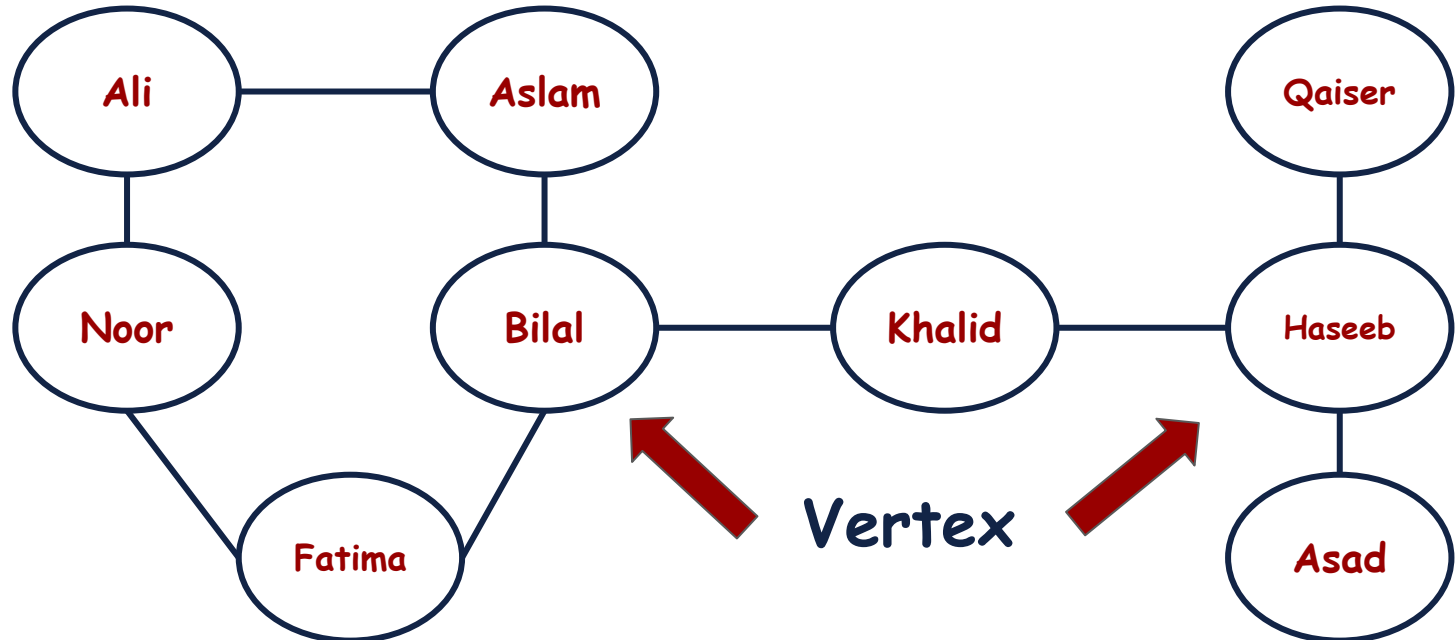 Ali
Aslam
Qaiser
Noor
Bilal
Khalid
Haseeb
Vertex
Fatima
Asad